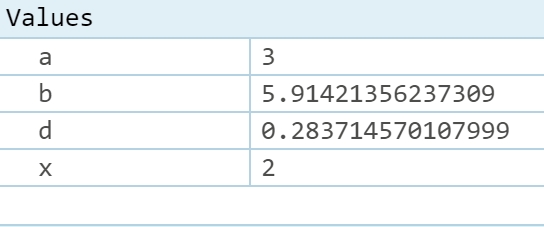 Values
a 3
b 5.91421356237309
d 0.283714570107999
x 2